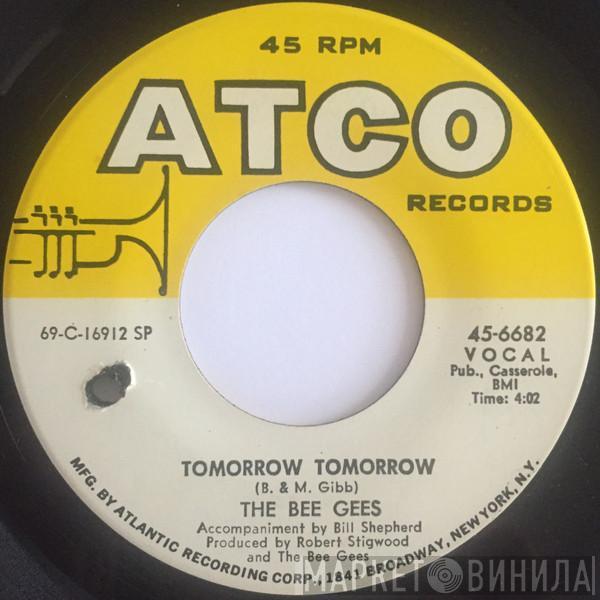 45 RPM
ATCO
RECORDS
69-C-16912 SP
45-6682
VOCAL
Pub., Casserole,
BMI
Time: 4:02
TOMORROW TOMORROW
(B. & M. Gibb)
THE BEE GEES
Accompaniment by Bill Shepherd
Produced by Robert Stigwood
and The Bee Gees
MFG. BY ATLANTIC RECORDING CORP., 1841 BROADWAY, NEW YORK, N.Y.
МАРКЕТ ВИНИЛА